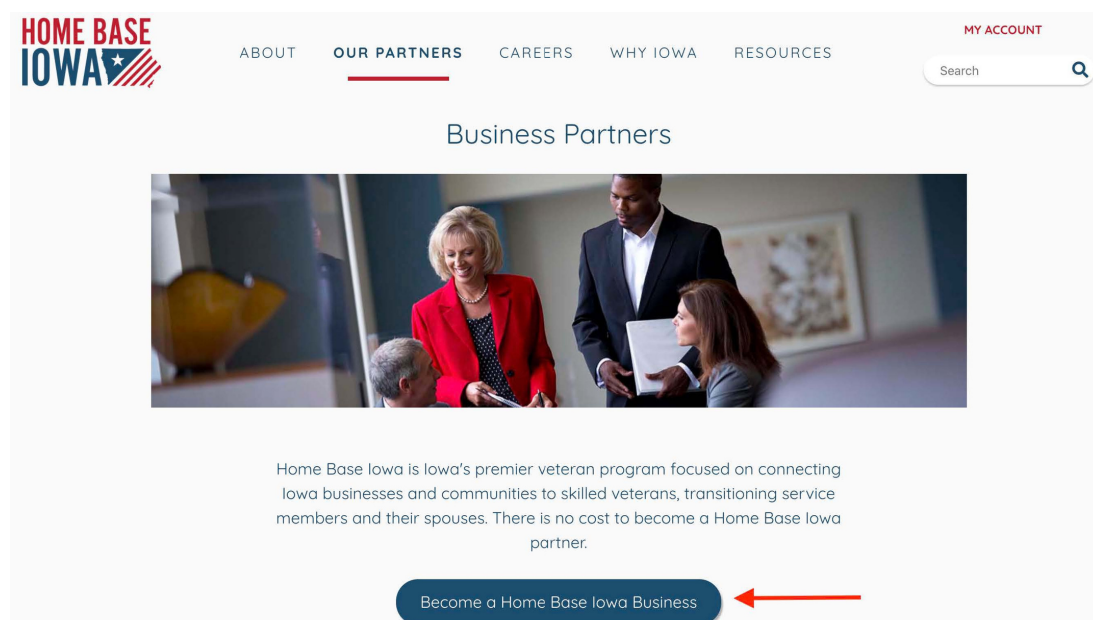 HOME BASE
IOWA
MY ACCOUNT
ABOUT OUR PARTNERS CAREERS WHY IOWA RESOURCES
Search
Business Partners
Home Base Iowa is Iowa's premier veteran program focused on connecting
Iowa businesses and communities to skilled veterans, transitioning service
members and their spouses. There is no cost to become a Home Base Iowa
partner.
Become a Home Base Iowa Business